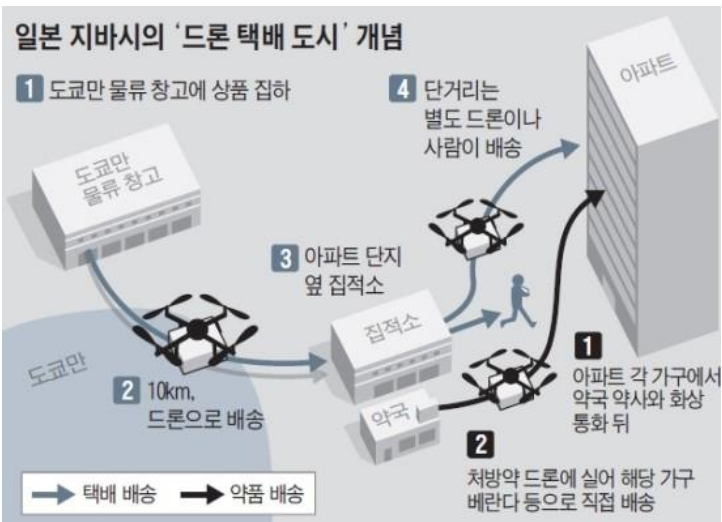 일본 지바시의 ‘드론 택배 도시’ 개념
1 도쿄만 물류 창고에 상품 집하
4 단거리는
별도 드론이나
사람이 배송
아파트
도쿄만
물류 창고
3 아파트 단지
옆 집적소
집적소
도쿄만
2 10km,
드론으로 배송
약국
1
아파트 각 가구에서
약국 약사와 화상
통화 뒤
2
처방약 드론에 실어 해당 가구
베란다 등으로 직접 배송
택배 배송 약품 배송